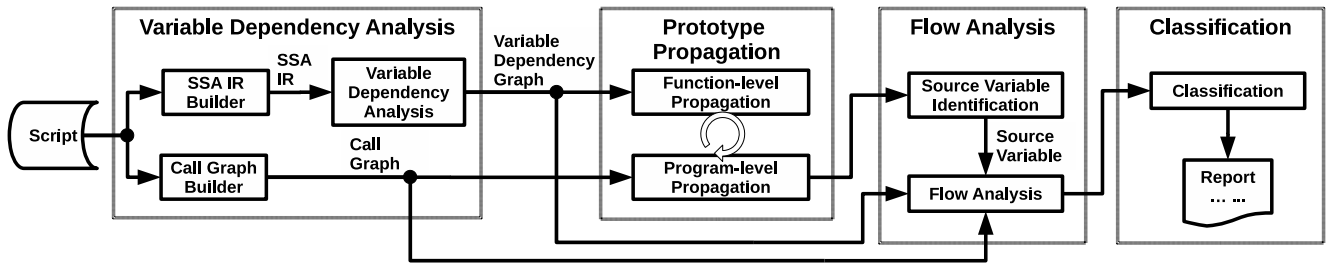 Script
Variable Dependency Analysis
SSA IR
Builder
SSA
IR
Variable
Dependency
Analysis
Call Graph
Builder
Call
Graph
Variable
Dependency
Graph
Prototype
Propagation
Function-level
Propagation
Program-level
Propagation
Flow Analysis
Source Variable
Identification
Source
Variable
Flow Analysis
Classification
Classification
Report
... ...